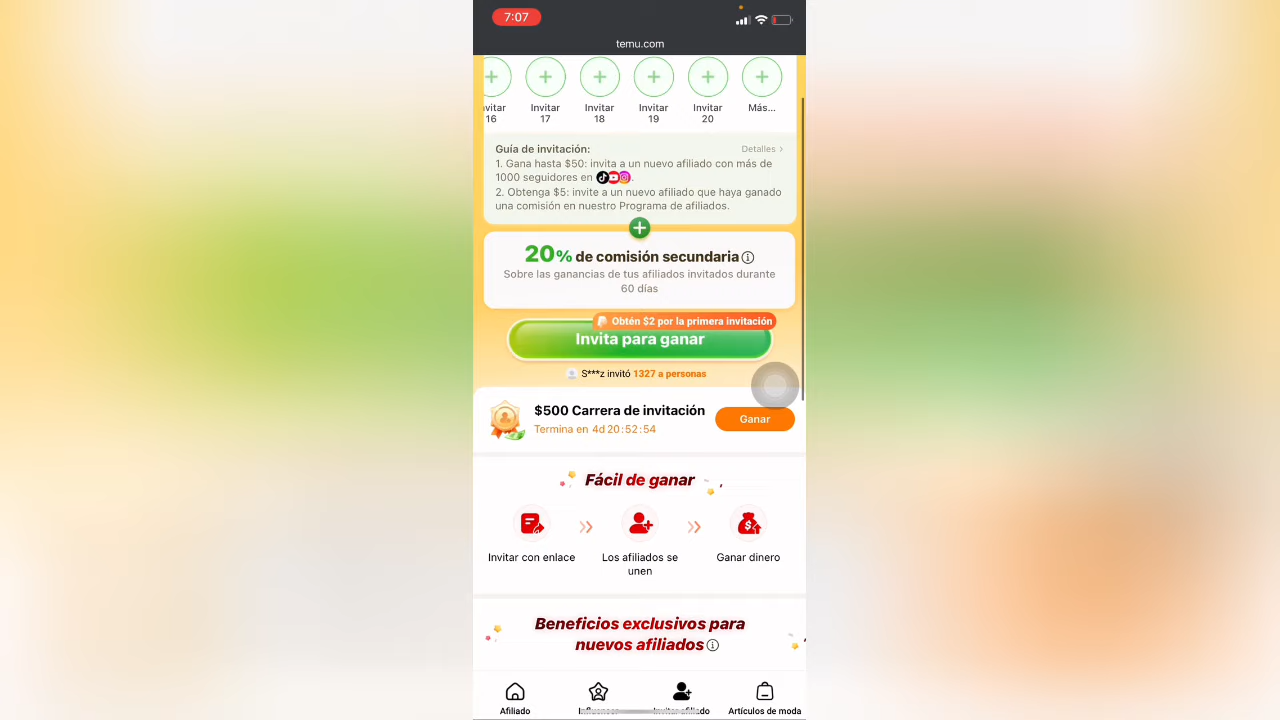 7:07
temu.com
Invitar
17
Invitar
18
Invitar
19
Invitar
20
Más...
vitar
16
Guía de invitación:
Detalles >
1. Gana hasta $50: invita a un nuevo afiliado con más de
1000 seguidores en
2. Obtenga $5: invite a un nuevo afiliado que haya ganado
una comisión en nuestro Programa de afiliados.
20% de comisión secundaria
Sobre las ganancias de tus afiliados invitados durante
60 días
Obtén $2 por la primera invitación
Invita para ganar
S***z invitó 1327 a personas
$500 Carrera de invitación
Termina en 4d 20:52:54
Ganar
Fácil de ganar
Invitar con enlace
Los afiliados se
unen
Ganar dinero
Beneficios exclusivos para
nuevos afiliados
Afiliado
Influencer
Invitar afiliado
Artículos de moda